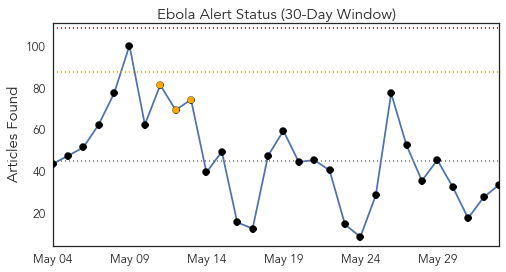 Ebola Alert Status (30-Day Window)
Articles Found
100
80
60
40
20
May 04 May 09 May 14 May 19 May 24 May 29